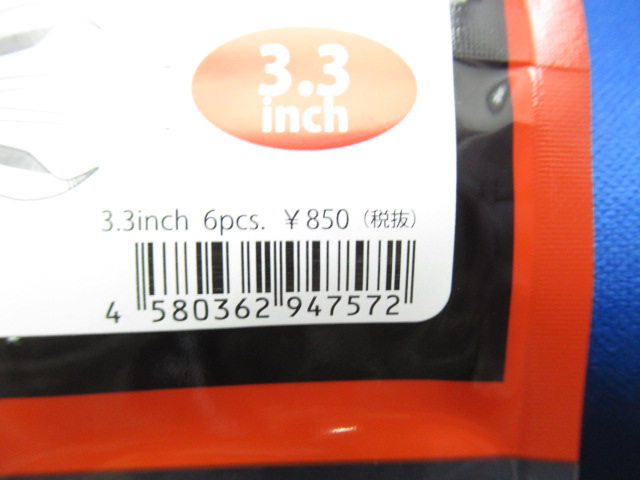 3.3
inch
3.3inch 6pcs. ¥850 (税抜)
4 580362 947572